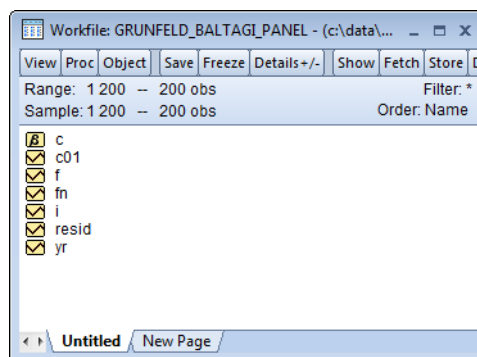 Workfile: GRUNFELD_BALTAGI_PANEL - (c:\data\...
View Proc Object Save Freeze Details+/- Show Fetch Store
Range: 1 200 -- 200 obs Filter: *
Sample: 1 200 -- 200 obs Order: Name
β c
c01
f
fn
i
resid
yr
Untitled New Page